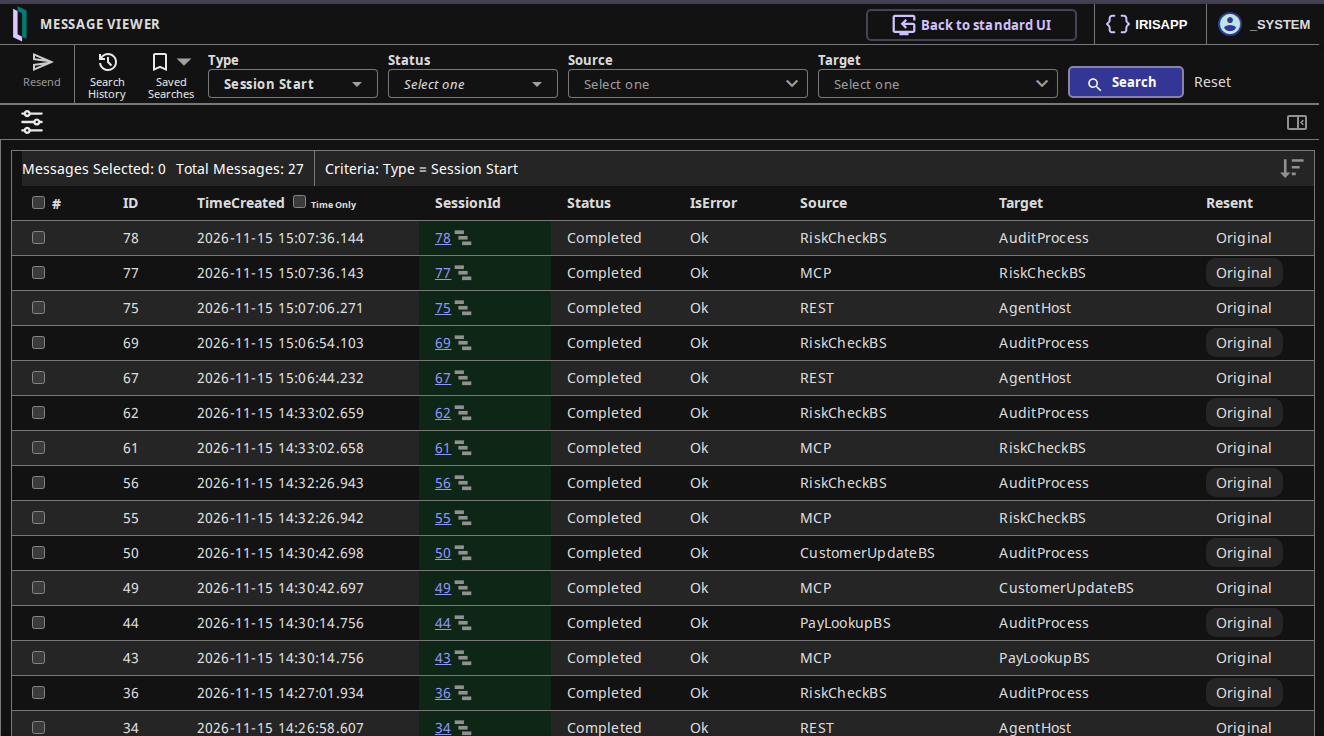 MESSAGE VIEWER Back to standard UI IRISAPP _SYSTEM
Resend Search History Saved Searches Type Session Start Status Select one Source Select one Target Select one Search Reset
Messages Selected: 0 Total Messages: 27 Criteria: Type = Session Start
# ID TimeCreated Time Only SessionId Status IsError Source Target Resent
78 2026-11-15 15:07:36.144 78 Completed Ok RiskCheckBS AuditProcess Original
77 2026-11-15 15:07:36.143 77 Completed Ok MCP RiskCheckBS Original
75 2026-11-15 15:07:06.271 75 Completed Ok REST AgentHost Original
69 2026-11-15 15:06:54.103 69 Completed Ok RiskCheckBS AuditProcess Original
67 2026-11-15 15:06:44.232 67 Completed Ok REST AgentHost Original
62 2026-11-15 14:33:02.659 62 Completed Ok RiskCheckBS AuditProcess Original
61 2026-11-15 14:33:02.658 61 Completed Ok MCP RiskCheckBS Original
56 2026-11-15 14:32:26.943 56 Completed Ok RiskCheckBS AuditProcess Original
55 2026-11-15 14:32:26.942 55 Completed Ok MCP RiskCheckBS Original
50 2026-11-15 14:30:42.698 50 Completed Ok CustomerUpdateBS AuditProcess Original
49 2026-11-15 14:30:42.697 49 Completed Ok MCP CustomerUpdateBS Original
44 2026-11-15 14:30:14.756 44 Completed Ok PayLookupBS AuditProcess Original
43 2026-11-15 14:30:14.756 43 Completed Ok MCP PayLookupBS Original
36 2026-11-15 14:27:01.934 36 Completed Ok RiskCheckBS AuditProcess Original
34 2026-11-15 14:26:58.607 34 Completed Ok REST AgentHost Original